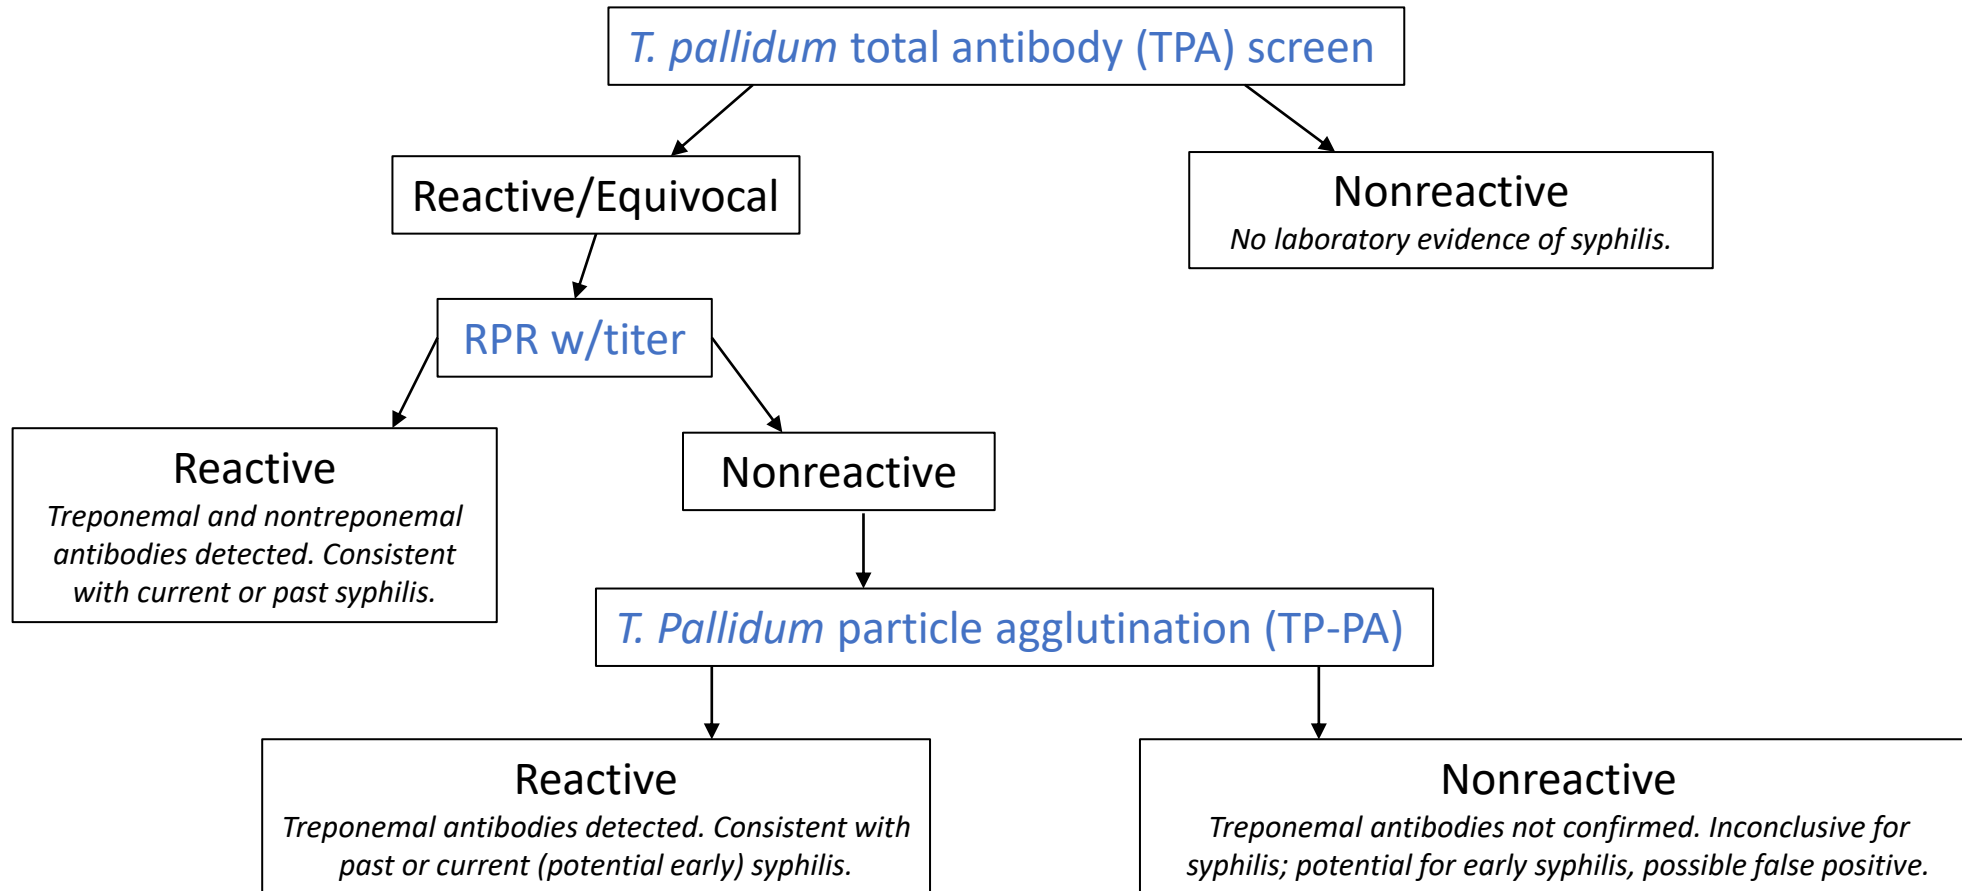 T. pallidum total antibody (TPA) screen
Reactive/Equivocal
Nonreactive
No laboratory evidence of syphilis.
RPR w/titer
Reactive
Treponemal and nontreponemal
antibodies detected. Consistent
with current or past syphilis.
Nonreactive
T. Pallidum particle agglutination (TP-PA)
Reactive
Treponemal antibodies detected. Consistent with
past or current (potential early) syphilis.
Nonreactive
Treponemal antibodies not confirmed. Inconclusive for
syphilis; potential for early syphilis, possible false positive.